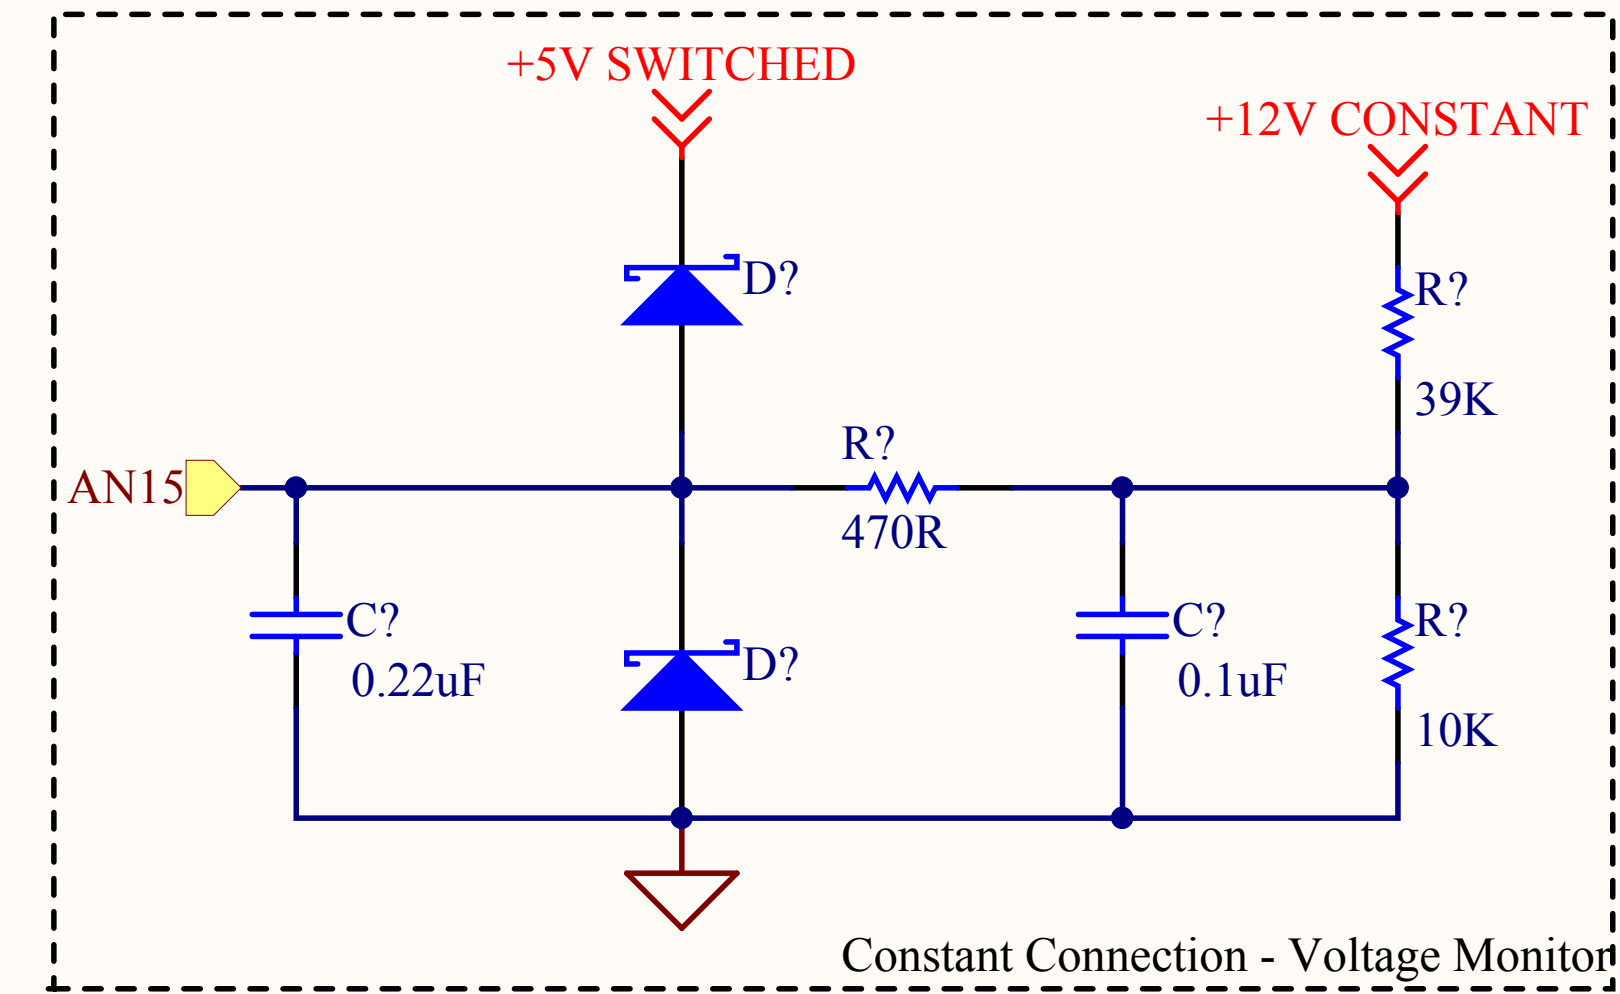 +5V SWITCHED
+12V CONSTANT
D?
R?
39K
R?
AN15
470R
C?
0.22uF
D?
C?
0.1uF
R?
10K
Constant Connection - Voltage Monitor